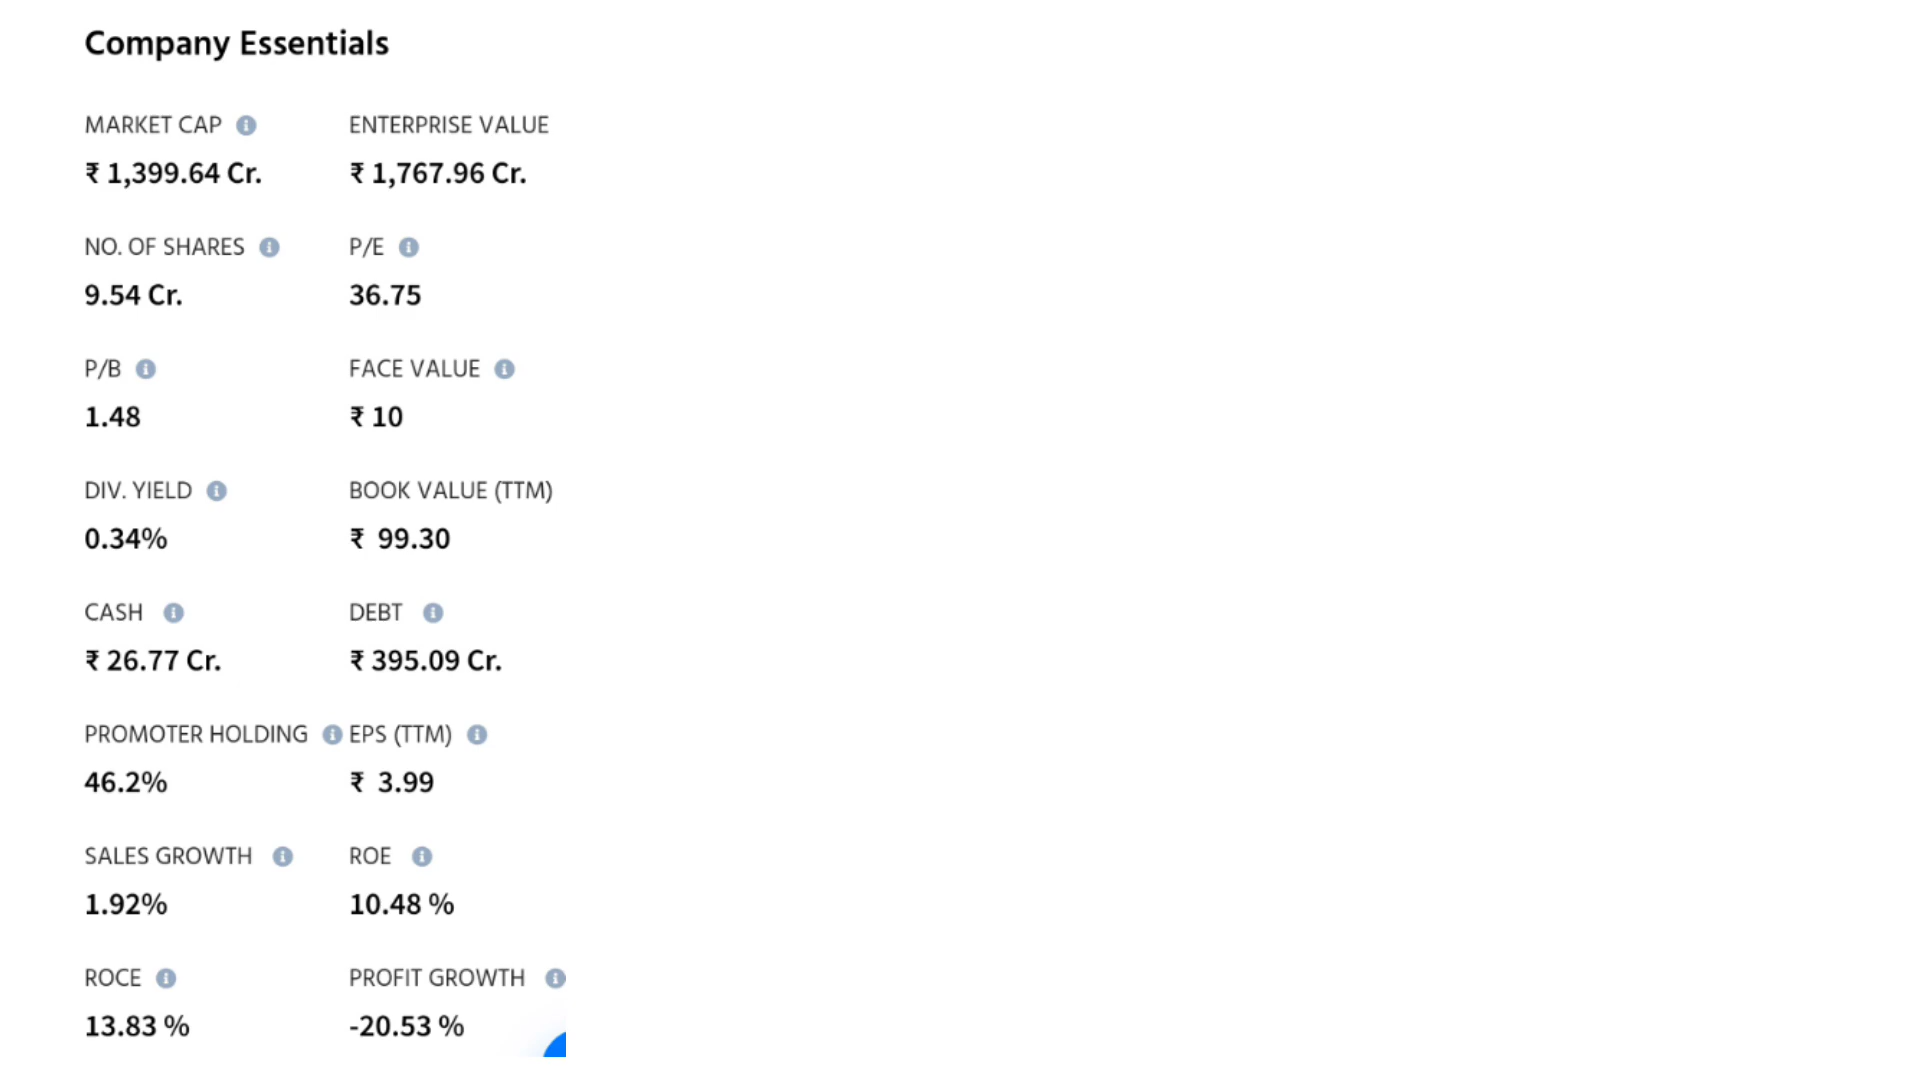 Company Essentials
MARKET CAP ENTERPRISE VALUE
₹ 1,399.64 Cr. ₹ 1,767.96 Cr.
NO. OF SHARES P/E
9.54 Cr. 36.75
P/B FACE VALUE
1.48 ₹ 10
DIV. YIELD BOOK VALUE (TTM)
0.34% ₹ 99.30
CASH DEBT
₹ 26.77 Cr. ₹ 395.09 Cr.
PROMOTER HOLDING EPS (TTM)
46.2% ₹ 3.99
SALES GROWTH ROE
1.92% 10.48 %
ROCE PROFIT GROWTH
13.83 % -20.53 %